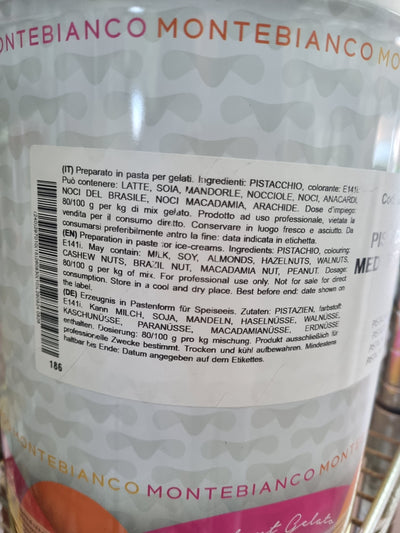 MONTEBIANCO MONTEBIANCO MO
(IT) Preparato in pasta per gelati. Ingredienti: PISTACCHIO, colorante: E141i.
Può contenere: LATTE, SOIA, MANDORLE, NOCCIOLE, NOCI, ANACARDI,
NOCI DEL BRASILE, NOCI MACADAMIA, ARACHIDE. Dose d'impiego:
80/100 g per kg di mix gelato. Prodotto ad uso professionale, vietata la
vendita per il consumo diretto. Conservare in luogo fresco e asciutto. Da
consumarsi preferibilmente entro la fine: data indicata in etichetta.
(EN) Preparation in paste for ice-creams. Ingredients: PISTACHIO, colouring:
E141i. May contain: MILK, SOY, ALMONDS, HAZELNUTS, WALNUTS,
CASHEW NUTS, BRAZIL NUT, MACADAMIA NUT, PEANUT. Dosage:
80/100 g per kg of mix. For professional use only. Not for sale for direct
consumption. Store in a cool and dry place. Best before end: date shown on
the label.
(DE) Erzeugnis in Pastenform für Speiseeis. Zutaten: PISTAZIEN, farbstoff:
E141i. Kann MILCH, SOJA, MANDELN, HASELNÜSSE, WALNÜSSE,
KASCHUNÜSSE, PARANÜSSE, MACADAMIANÜSSE, ERDNÜSSE
enthalten. Dosierung: 80/100 g pro kg mischung. Produkt ausschließlich für
professionelle Zwecke bestimmt. Trocken und kühl aufbewahren. Mindestens
haltbar bis Ende: Datum angegeben auf dem Etikettes.
186
MED
MONTEBIANCO MONTEBIANCO MONTEBIANCO
Gelato